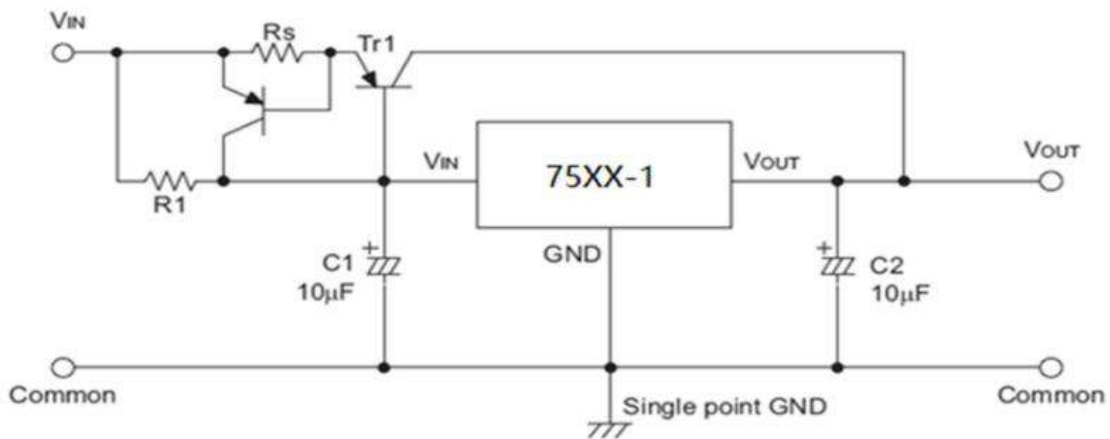 VIN
Rs
Tr1
R1
VIN
75XX-1
VOUT
VOUT
GND
C1
10μF
C2
10μF
Common
Single point GND
Common